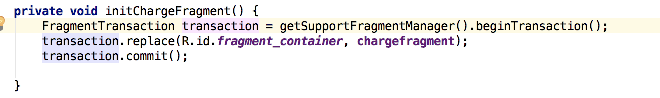 private void initChargeFragment() {
    FragmentTransaction transaction = getSupportFragmentManager().beginTransaction();
    transaction.replace(R.id.fragment_container, chargefragment);
    transaction.commit();
}